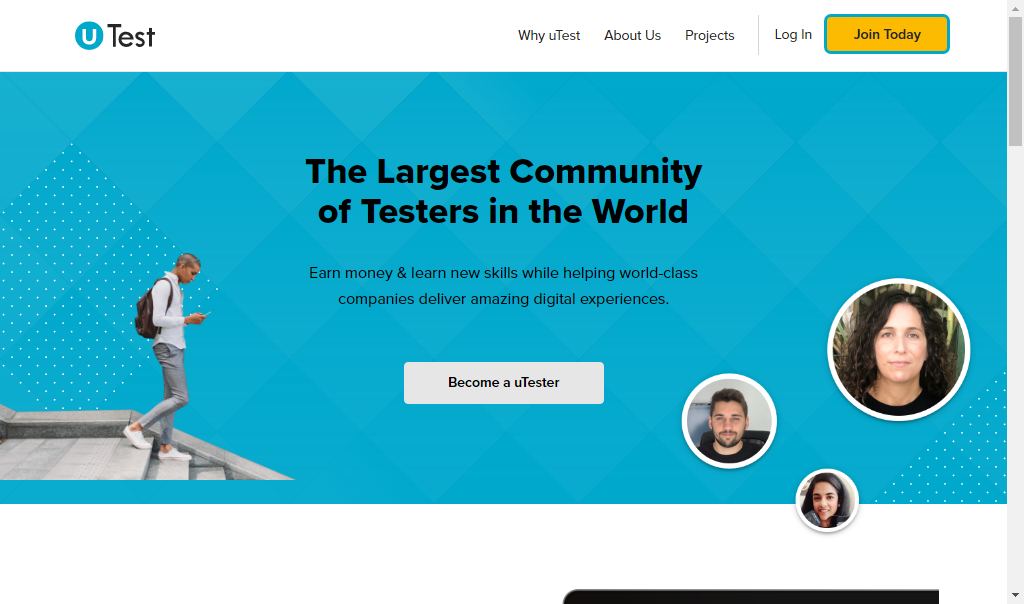 u Test
Why uTest
About Us
Projects
Log In
Join Today
The Largest Community
of Testers in the World
Earn money & learn new skills while helping world-class
companies deliver amazing digital experiences.
Become a uTester